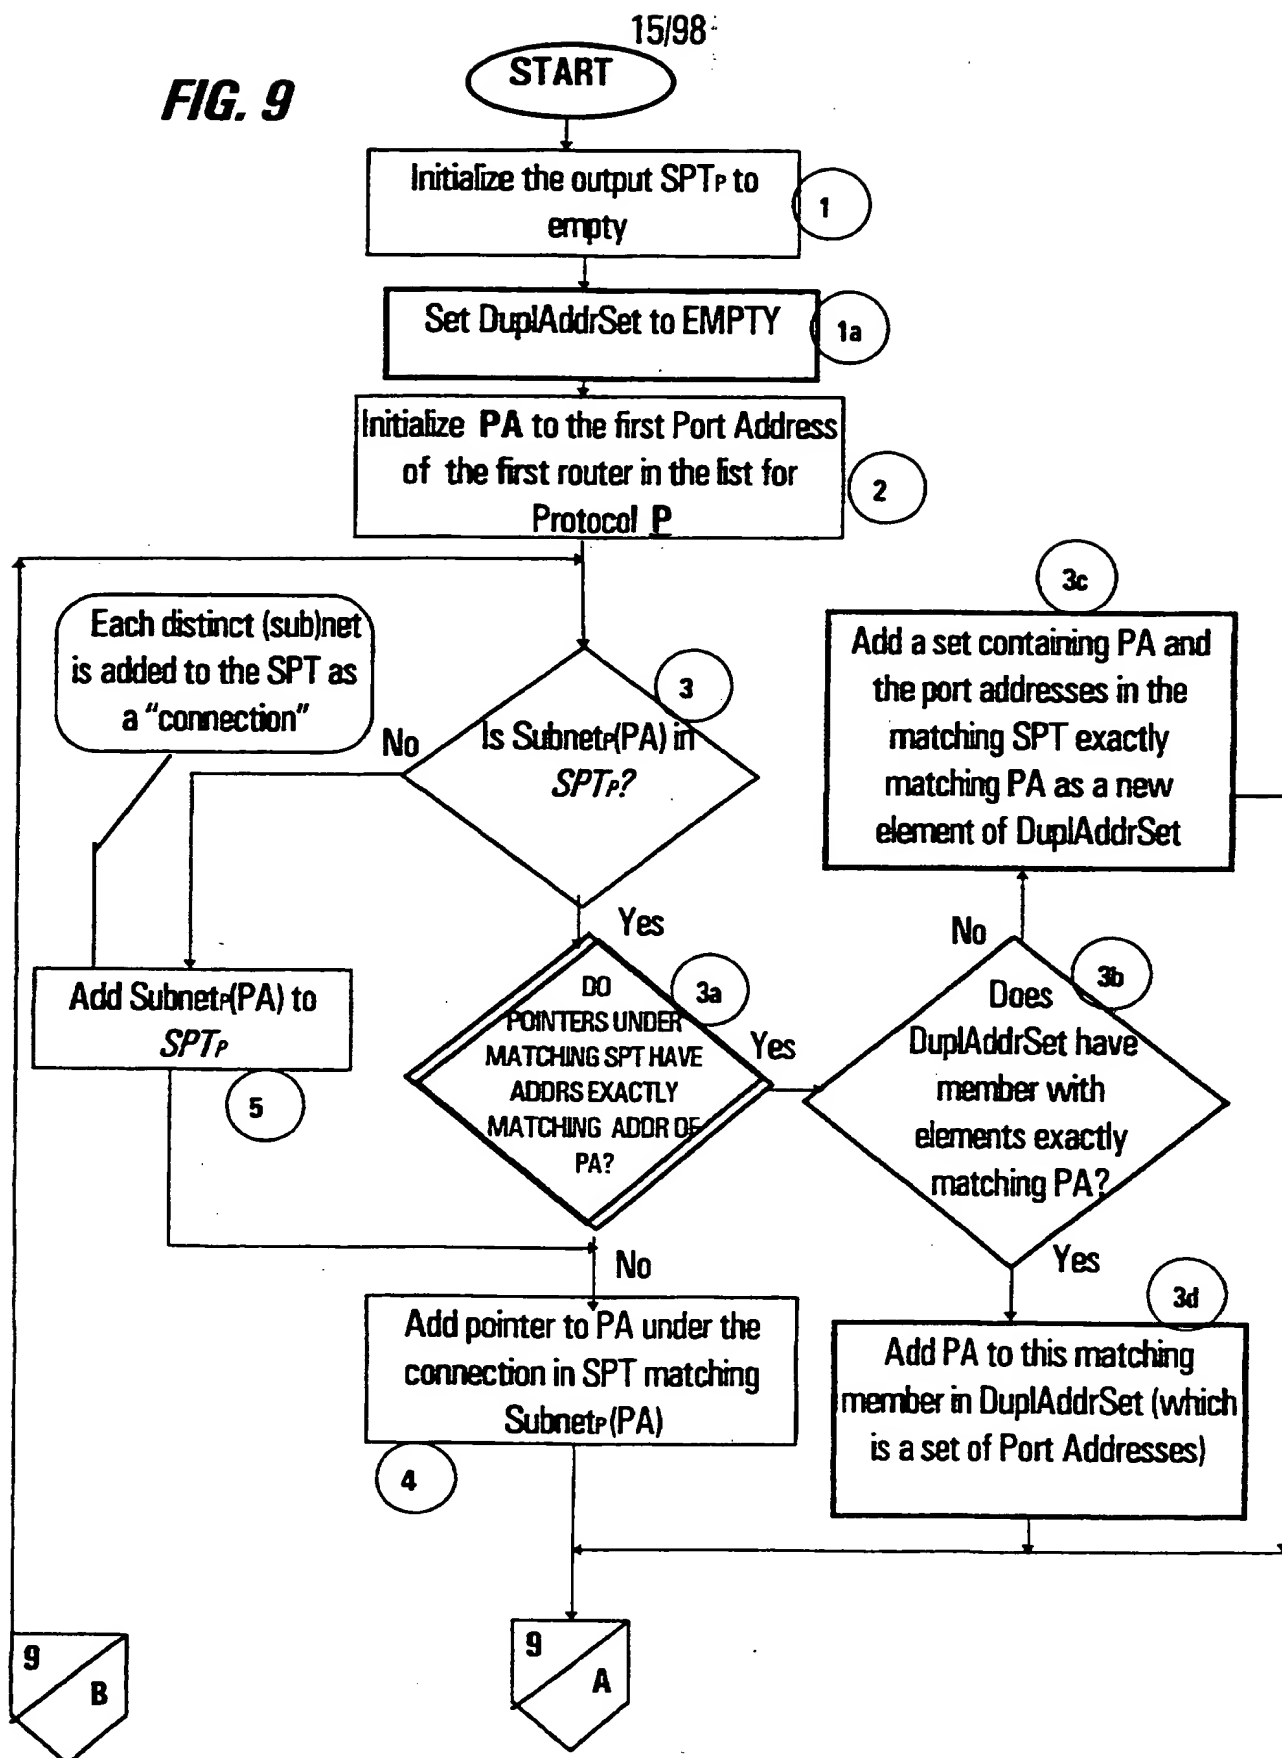 15/98
FIG. 9
START
Initialize the output SPTP to
empty
1
Set DuplAddrSet to EMPTY
1a
Initialize PA to the first Port Address
of the first router in the list for
Protocol P
2
Each distinct (sub)net
is added to the SPT as
a "connection"
3
Is SubnetP(PA) in
SPTP?
No
Yes
3c
Add a set containing PA and
the port addresses in the
matching SPT exactly
matching PA as a new
element of DuplAddrSet
Add SubnetP(PA) to
SPTP
5
3a
DO
POINTERS UNDER
MATCHING SPT HAVE
ADDRS EXACTLY
MATCHING ADDR OF
PA?
Yes
No
No
3b
Does
DuplAddrSet have
member with
elements exactly
matching PA?
Yes
Add pointer to PA under the
connection in SPT matching
SubnetP(PA)
4
3d
Add PA to this matching
member in DuplAddrSet (which
is a set of Port Addresses)
9
B
9
A